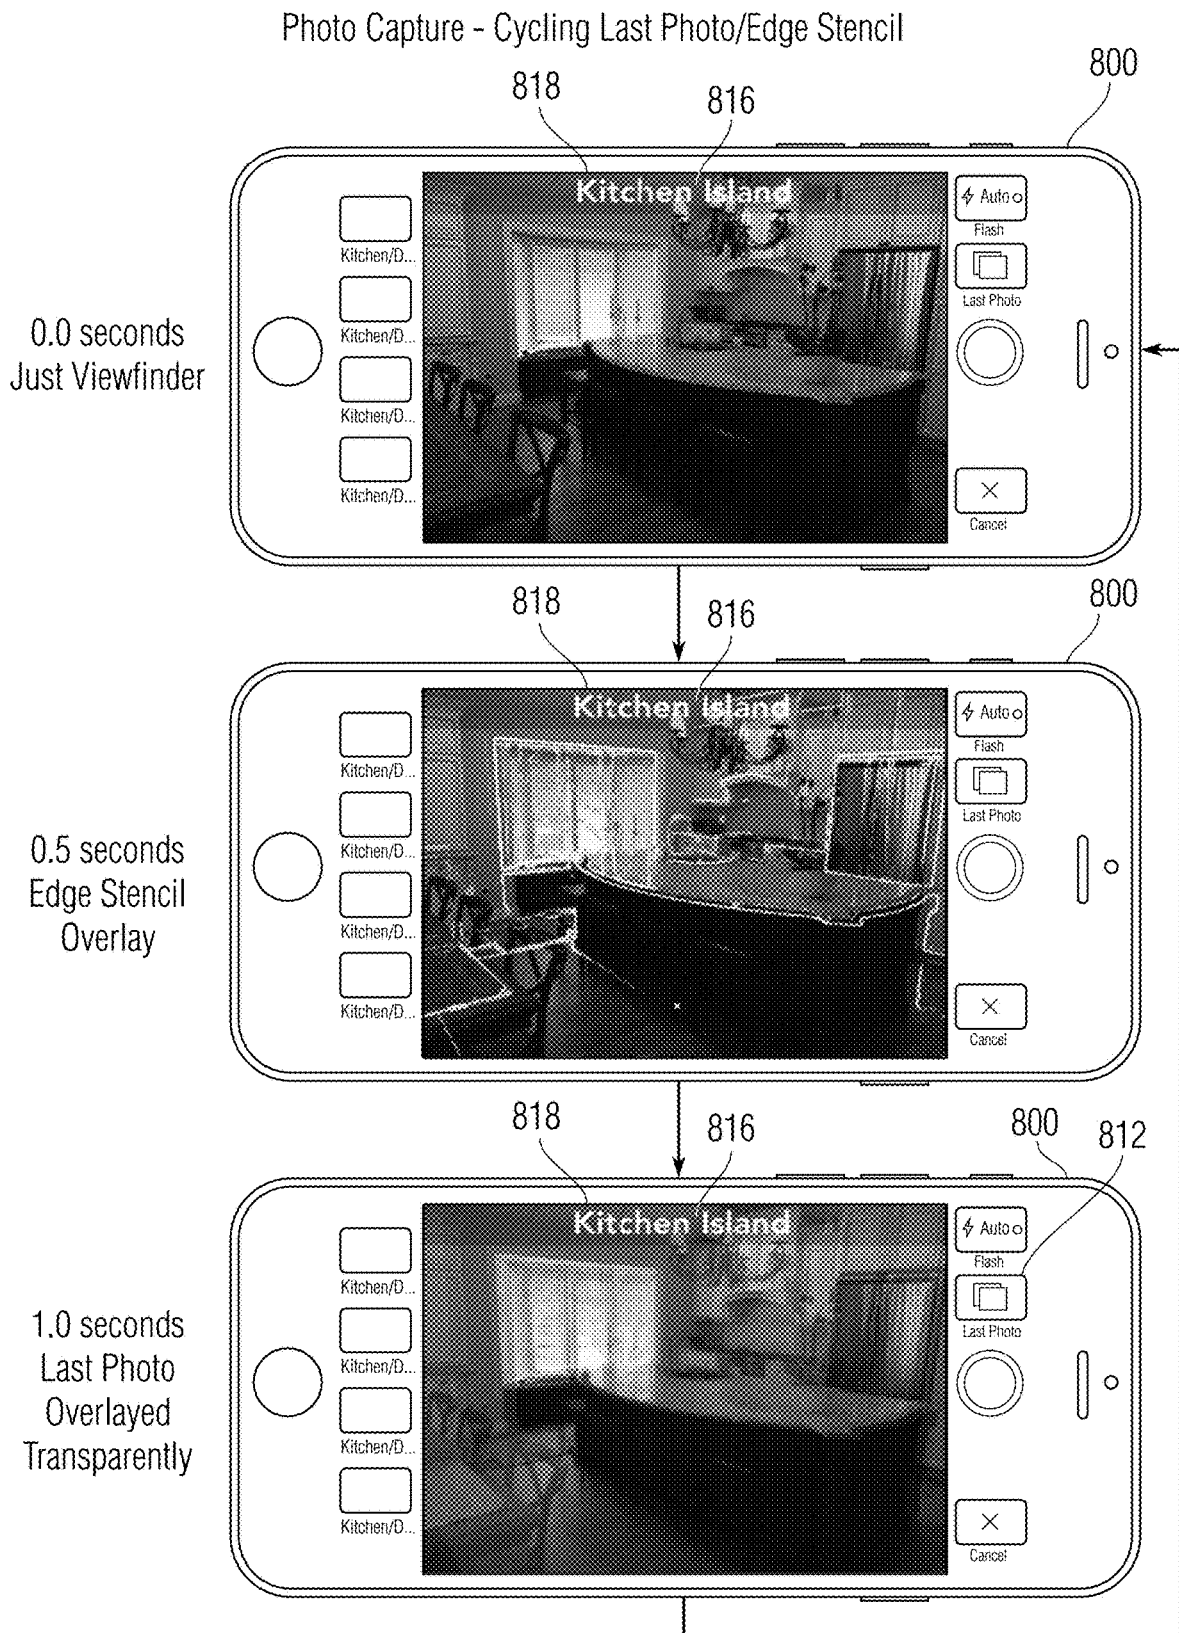 Photo Capture - Cycling Last Photo/Edge Stencil
818
816
800
Kitchen Island
Auto
Flash
Last Photo
Cancel
Kitchen/D...
Kitchen/D...
Kitchen/D...
Kitchen/D...
0.0 seconds
Just Viewfinder
818
816
800
Kitchen Island
Auto
Flash
Last Photo
Cancel
Kitchen/D...
Kitchen/D...
Kitchen/D...
Kitchen/D...
0.5 seconds
Edge Stencil
Overlay
818
816
800
812
Kitchen Island
Auto
Flash
Last Photo
Cancel
Kitchen/D...
Kitchen/D...
Kitchen/D...
Kitchen/D...
1.0 seconds
Last Photo
Overlayed
Transparently